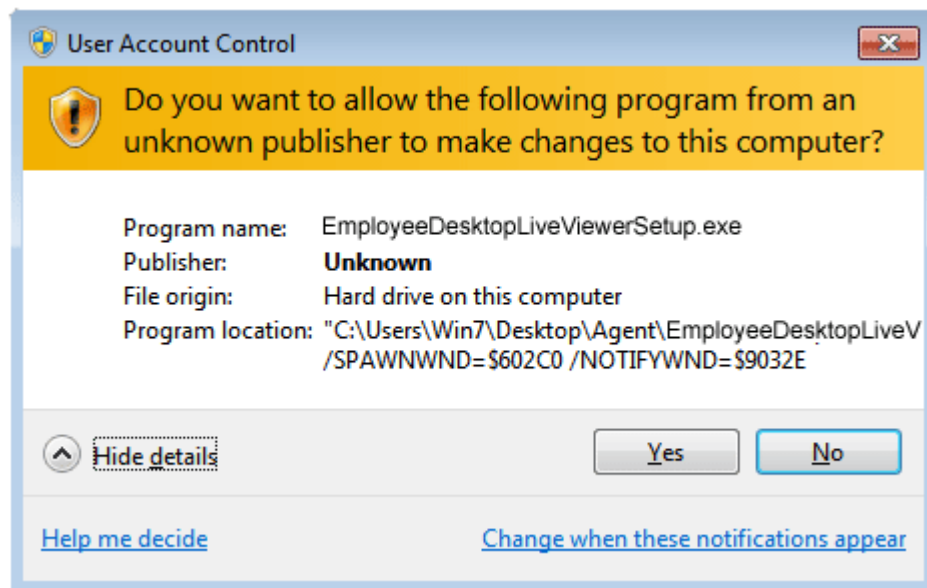 User Account Control
Do you want to allow the following program from an
unknown publisher to make changes to this computer?
Program name: EmployeeDesktopLiveViewerSetup.exe
Publisher: Unknown
File origin: Hard drive on this computer
Program location: "C:\Users\Win7\Desktop\Agent\EmployeeDesktopLiveV
/SPAWNWND=$602C0 /NOTIFYWND=$9032E
Hide details
Yes
No
Help me decide
Change when these notifications appear